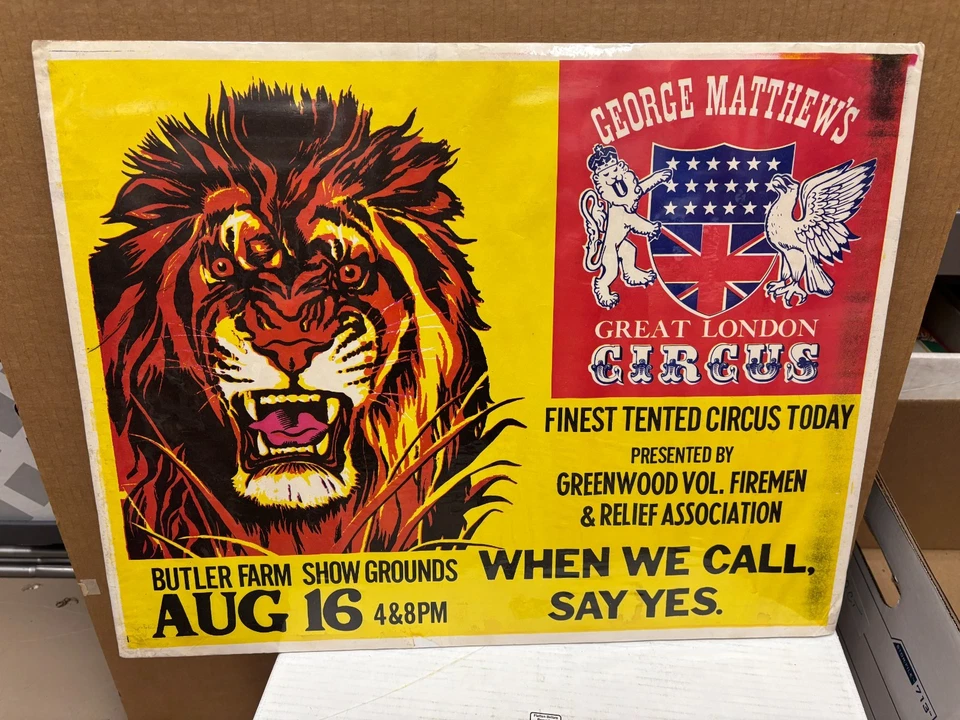 GEORGE MATTHEW'S
GREAT LONDON
CIRCUS
FINEST TENTED CIRCUS TODAY
PRESENTED BY
GREENWOOD VOL. FIREMEN
& RELIEF ASSOCIATION
WHEN WE CALL,
SAY YES.
BUTLER FARM SHOW GROUNDS
AUG 16 4&8PM